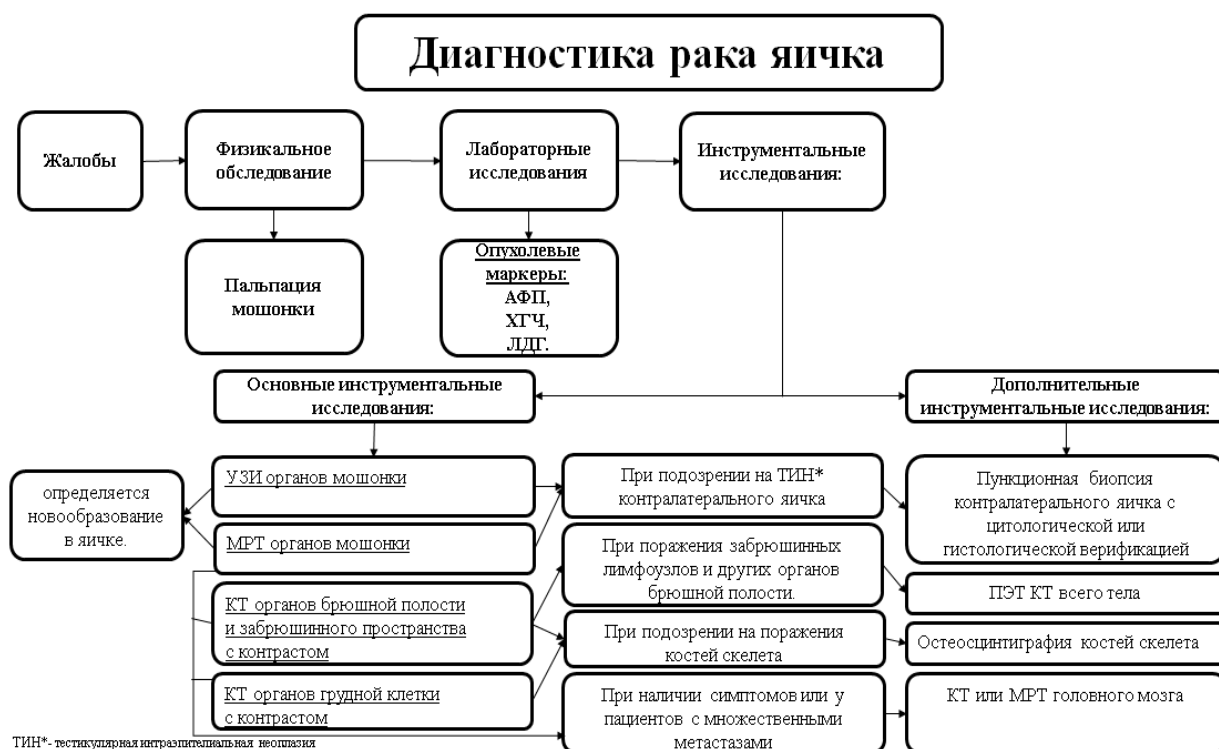 Диагностика рака яичка
Жалобы
Физикальное
обследование
Лабораторные
исследования
Инструментальные
исследования:
Пальпация
мошонки
Опухолевые
маркеры:
АФП,
ХГЧ,
ЛДГ.
Основные инструментальные
исследования:
Дополнительные
инструментальные исследования:
определяется
новообразование
в яичке.
УЗИ органов мошонки
МРТ органов мошонки
КТ органов брюшной полости
и забрюшинного пространства
с контрастом
КТ органов грудной клетки
с контрастом
При подозрении на ТИН*
контралатерального яичка
При поражения забрюшинных
лимфоузлов и других органов
брюшной полости.
При подозрении на поражения
костей скелета
При наличии симптомов или у
пациентов с множественными
метастазами
Пункционная биопсия
контралатерального яичка с
цитологической или
гистологической верификацией
ПЭТ КТ всего тела
Остеосцинтиграфия костей скелета
КТ или МРТ головного мозга
ТИН*- тестикулярная интраэпителиальная неоплазия